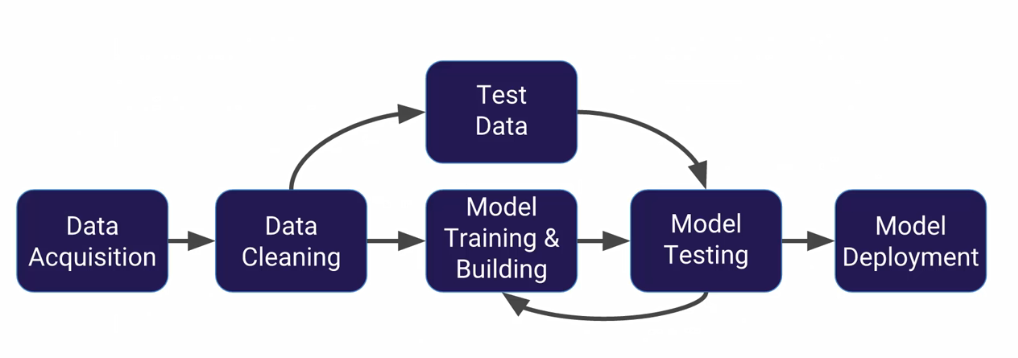 Test
Data
Data
Acquisition
Data
Cleaning
Model
Training &
Building
Model
Testing
Model
Deployment